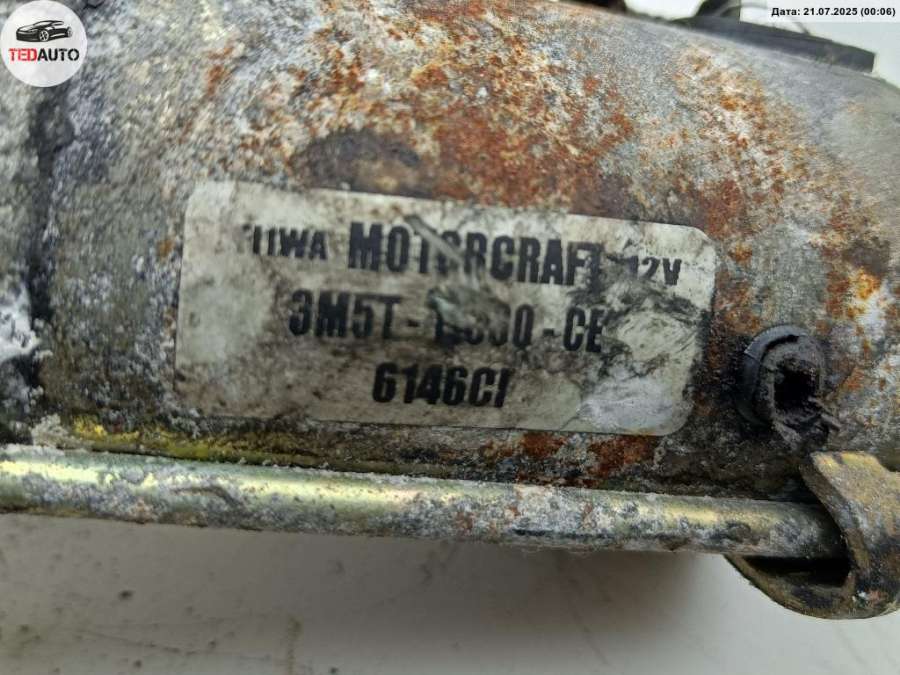 TEDAUTO
Дата: 21.07.2025 (00:06)
MOTORCRAFT 12V
3M5T- -CE
6146CI